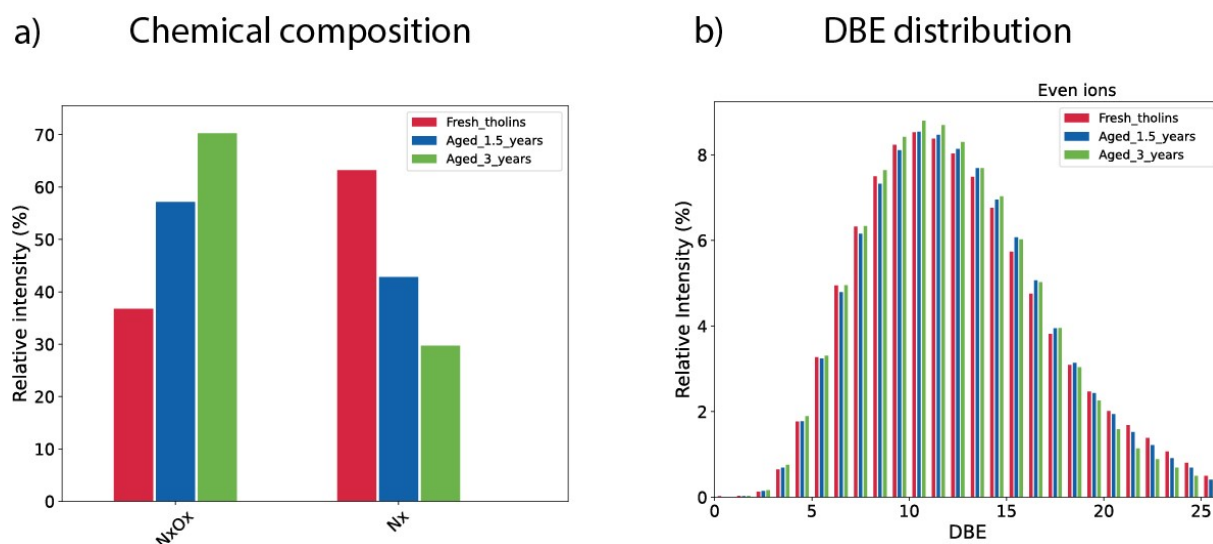 a) Chemical composition
Relative intensity (%)
70
60
50
40
30
20
10
0
Fresh_tholins
Aged_1.5_years
Aged_3_years
NxOx
Nx
b) DBE distribution
Even ions
Relative Intensity (%)
8
6
4
2
0
Fresh_tholins
Aged_1.5_years
Aged_3_years
0 5 10 15 20 25
DBE